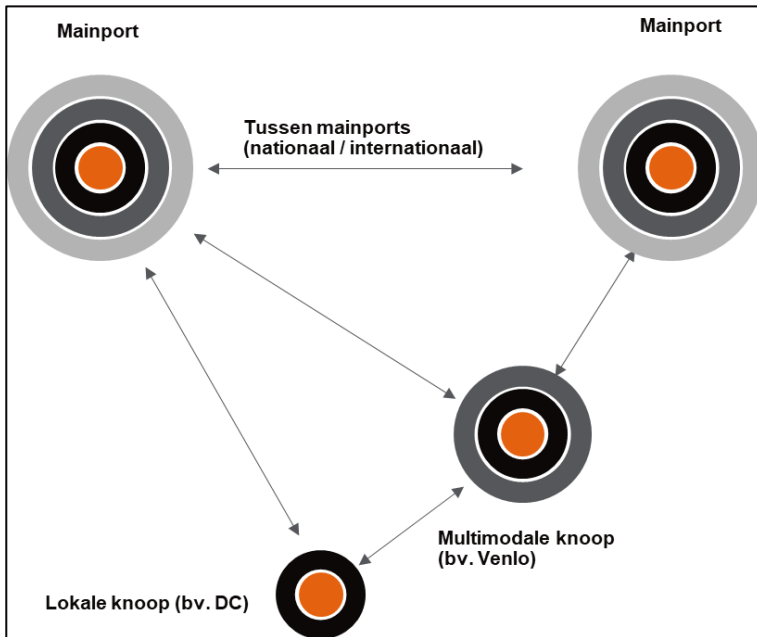 Mainport
Mainport
Tussen mainports
(nationaal / internationaal)
Multimodale knoop
(bv. Venlo)
Lokale knoop (bv. DC)